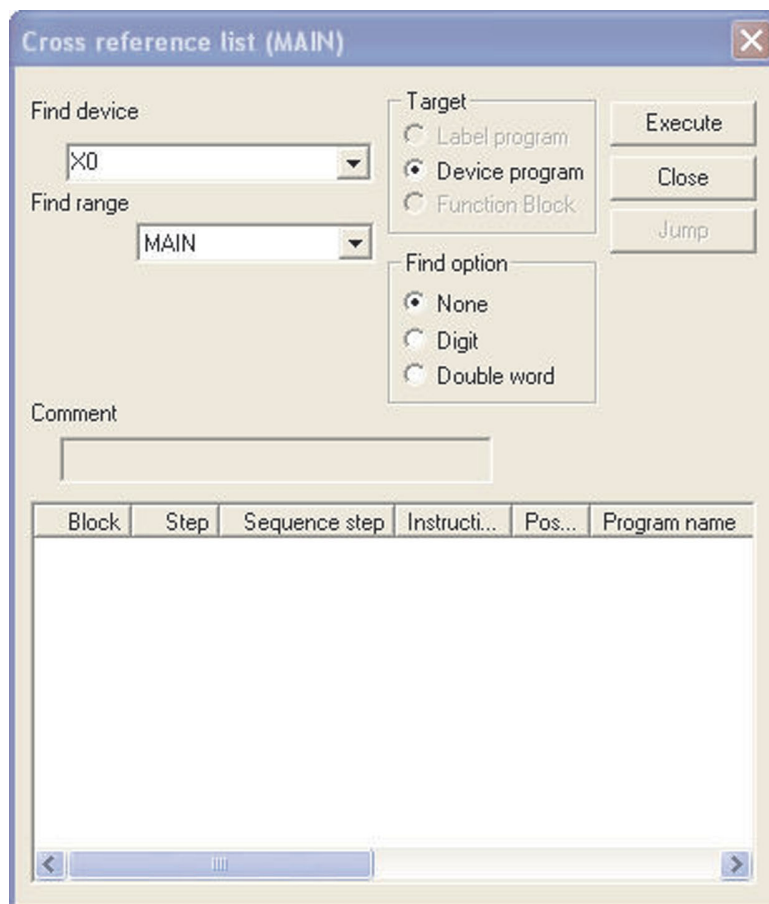 Cross reference list (MAIN)
Find device
X0
Find range
MAIN
Target
Label program
Device program
Function Block
Execute
Close
Jump
Find option
None
Digit
Double word
Comment
Block Step Sequence step Instructi... Pos... Program name